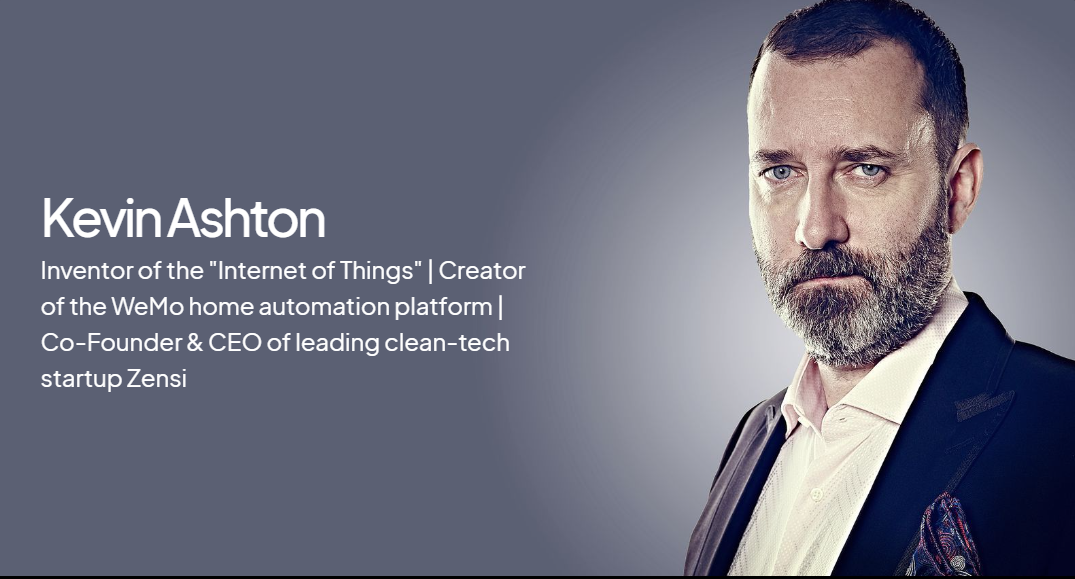 Kevin Ashton
Inventor of the "Internet of Things" | Creator
of the WeMo home automation platform |
Co-Founder & CEO of leading clean-tech
startup Zensi